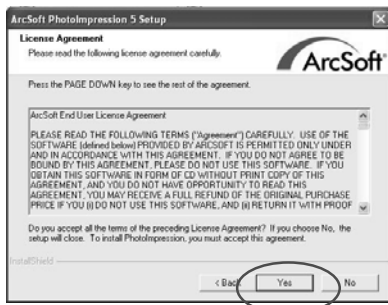 ArcSoft PhotoImpression 5 Setup
License Agreement
Please read the following license agreement carefully.
ArcSoft
Press the PAGE DOWN key to see the rest of the agreement.
ArcSoft End User License Agreement
PLEASE READ THE FOLLOWING TERMS ("Agreement") CAREFULLY. USE OF THE
SOFTWARE (defined below) PROVIDED BY ARCSOFT IS PERMITTED ONLY UNDER
AND IN ACCORDANCE WITH THIS AGREEMENT. IF YOU DO NOT AGREE TO BE
BOUND BY THIS AGREEMENT, PLEASE DO NOT USE THIS SOFTWARE. IF YOU
OBTAIN THIS SOFTWARE IN FORM OF CD WITHOUT PRINT COPY OF THIS
AGREEMENT, AND YOU DO NOT HAVE OPPORTUNITY TO READ THIS
AGREEMENT, YOU MAY RECEIVE A FULL REFUND OF THE ORIGINAL PURCHASE
PRICE IF YOU (i) DO NOT USE THIS SOFTWARE, AND (ii) RETURN IT WITH PROOF
Do you accept all the terms of the preceding License Agreement? If you choose No, the
setup will close. To install PhotoImpression, you must accept this agreement.
InstallShield
< Back Yes No